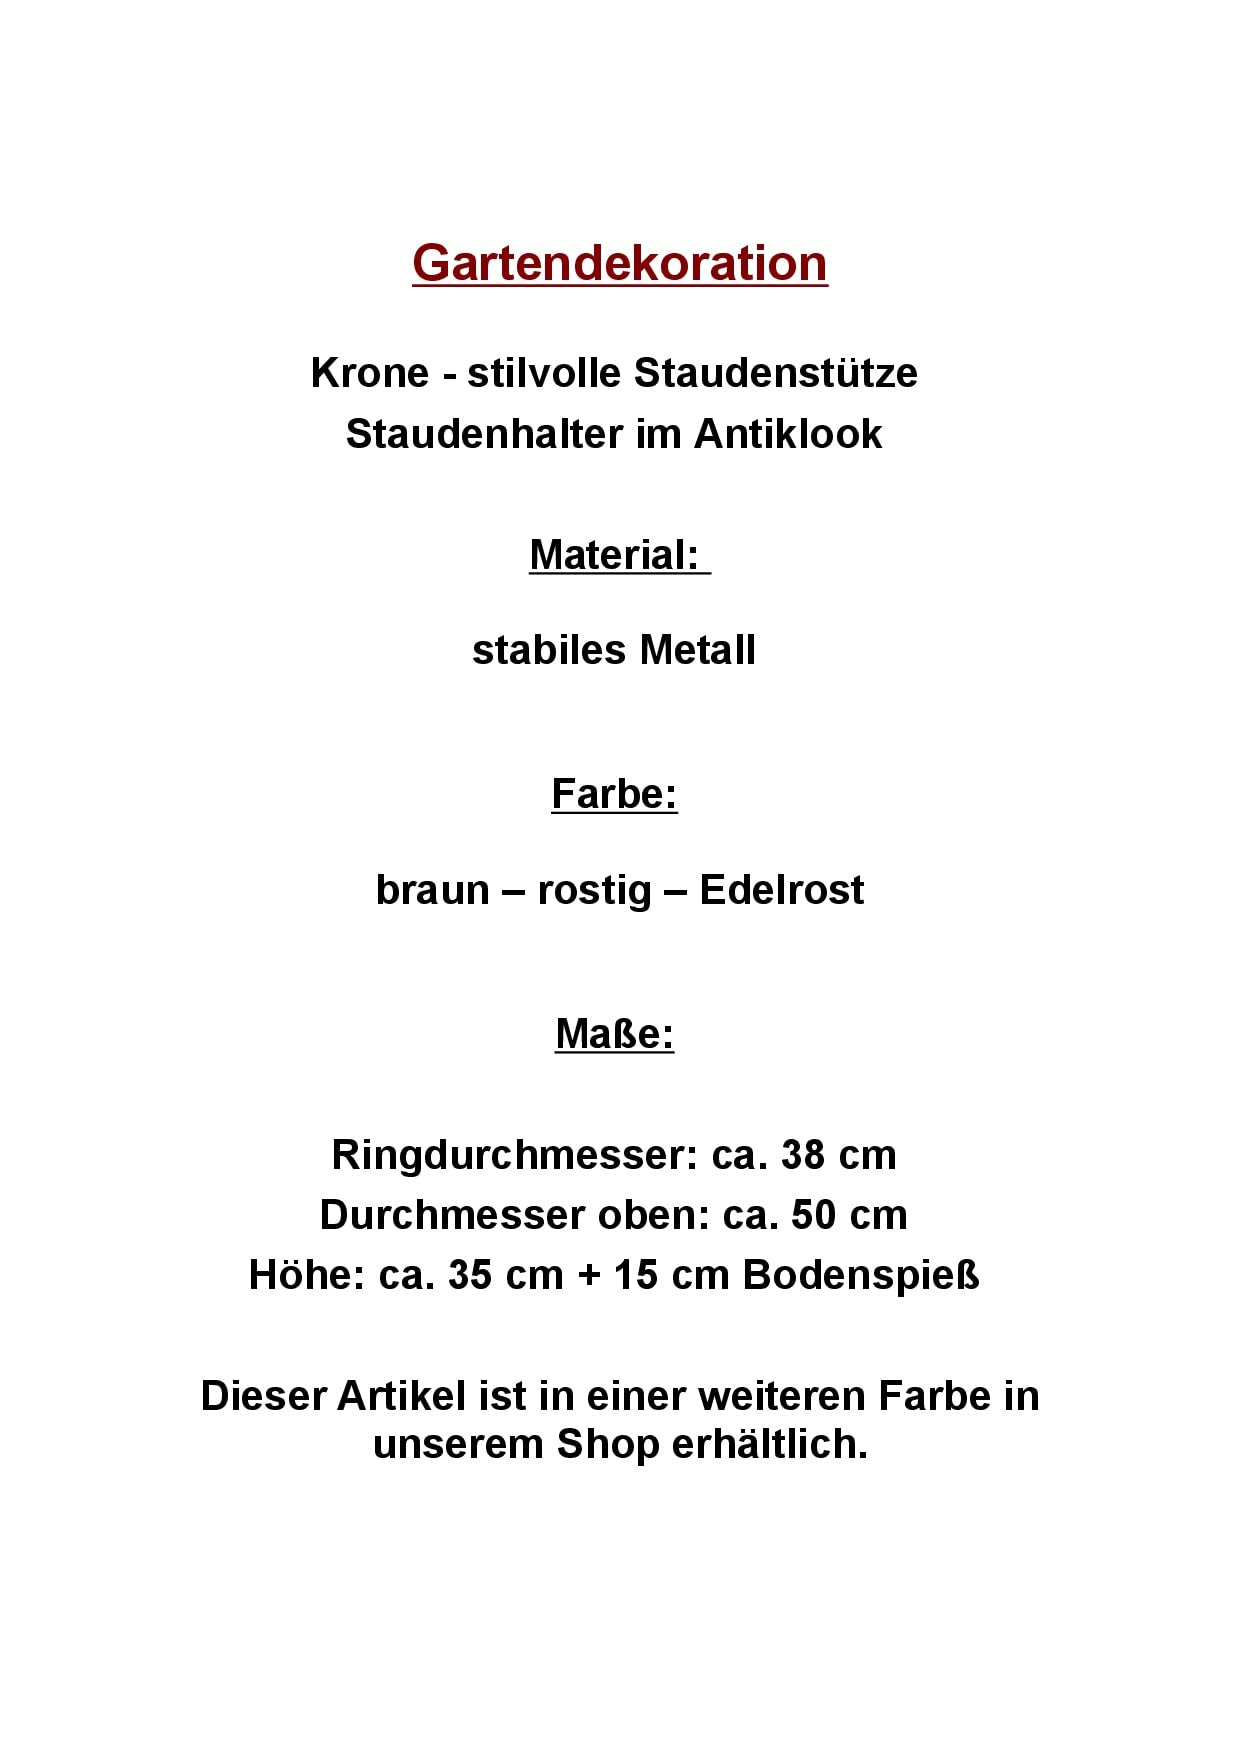 Gartendekoration
Krone - stilvolle Staudenstütze
Staudenhalter im Antiklook
Material:
stabiles Metall
Farbe:
braun – rostig – Edelrost
Maße:
Ringdurchmesser: ca. 38 cm
Durchmesser oben: ca. 50 cm
Höhe: ca. 35 cm + 15 cm Bodenspieß
Dieser Artikel ist in einer weiteren Farbe in
unserem Shop erhältlich.